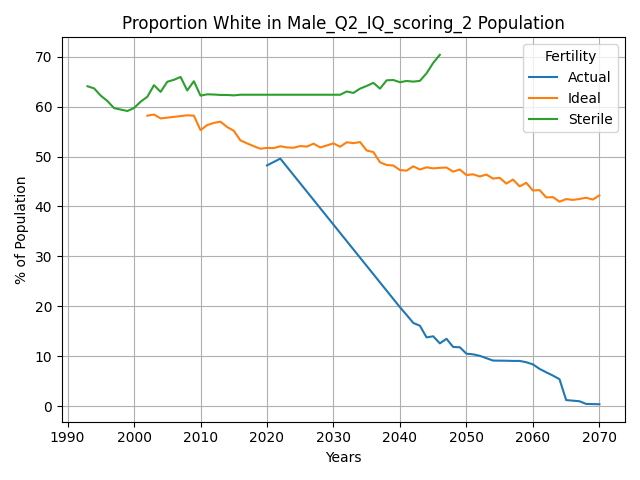 Proportion White in Male_Q2_IQ_scoring_2 Population
Fertility
Actual
Ideal
Sterile
% of Population
70
60
50
40
30
20
10
0
1990 2000 2010 2020 2030 2040 2050 2060 2070
Years